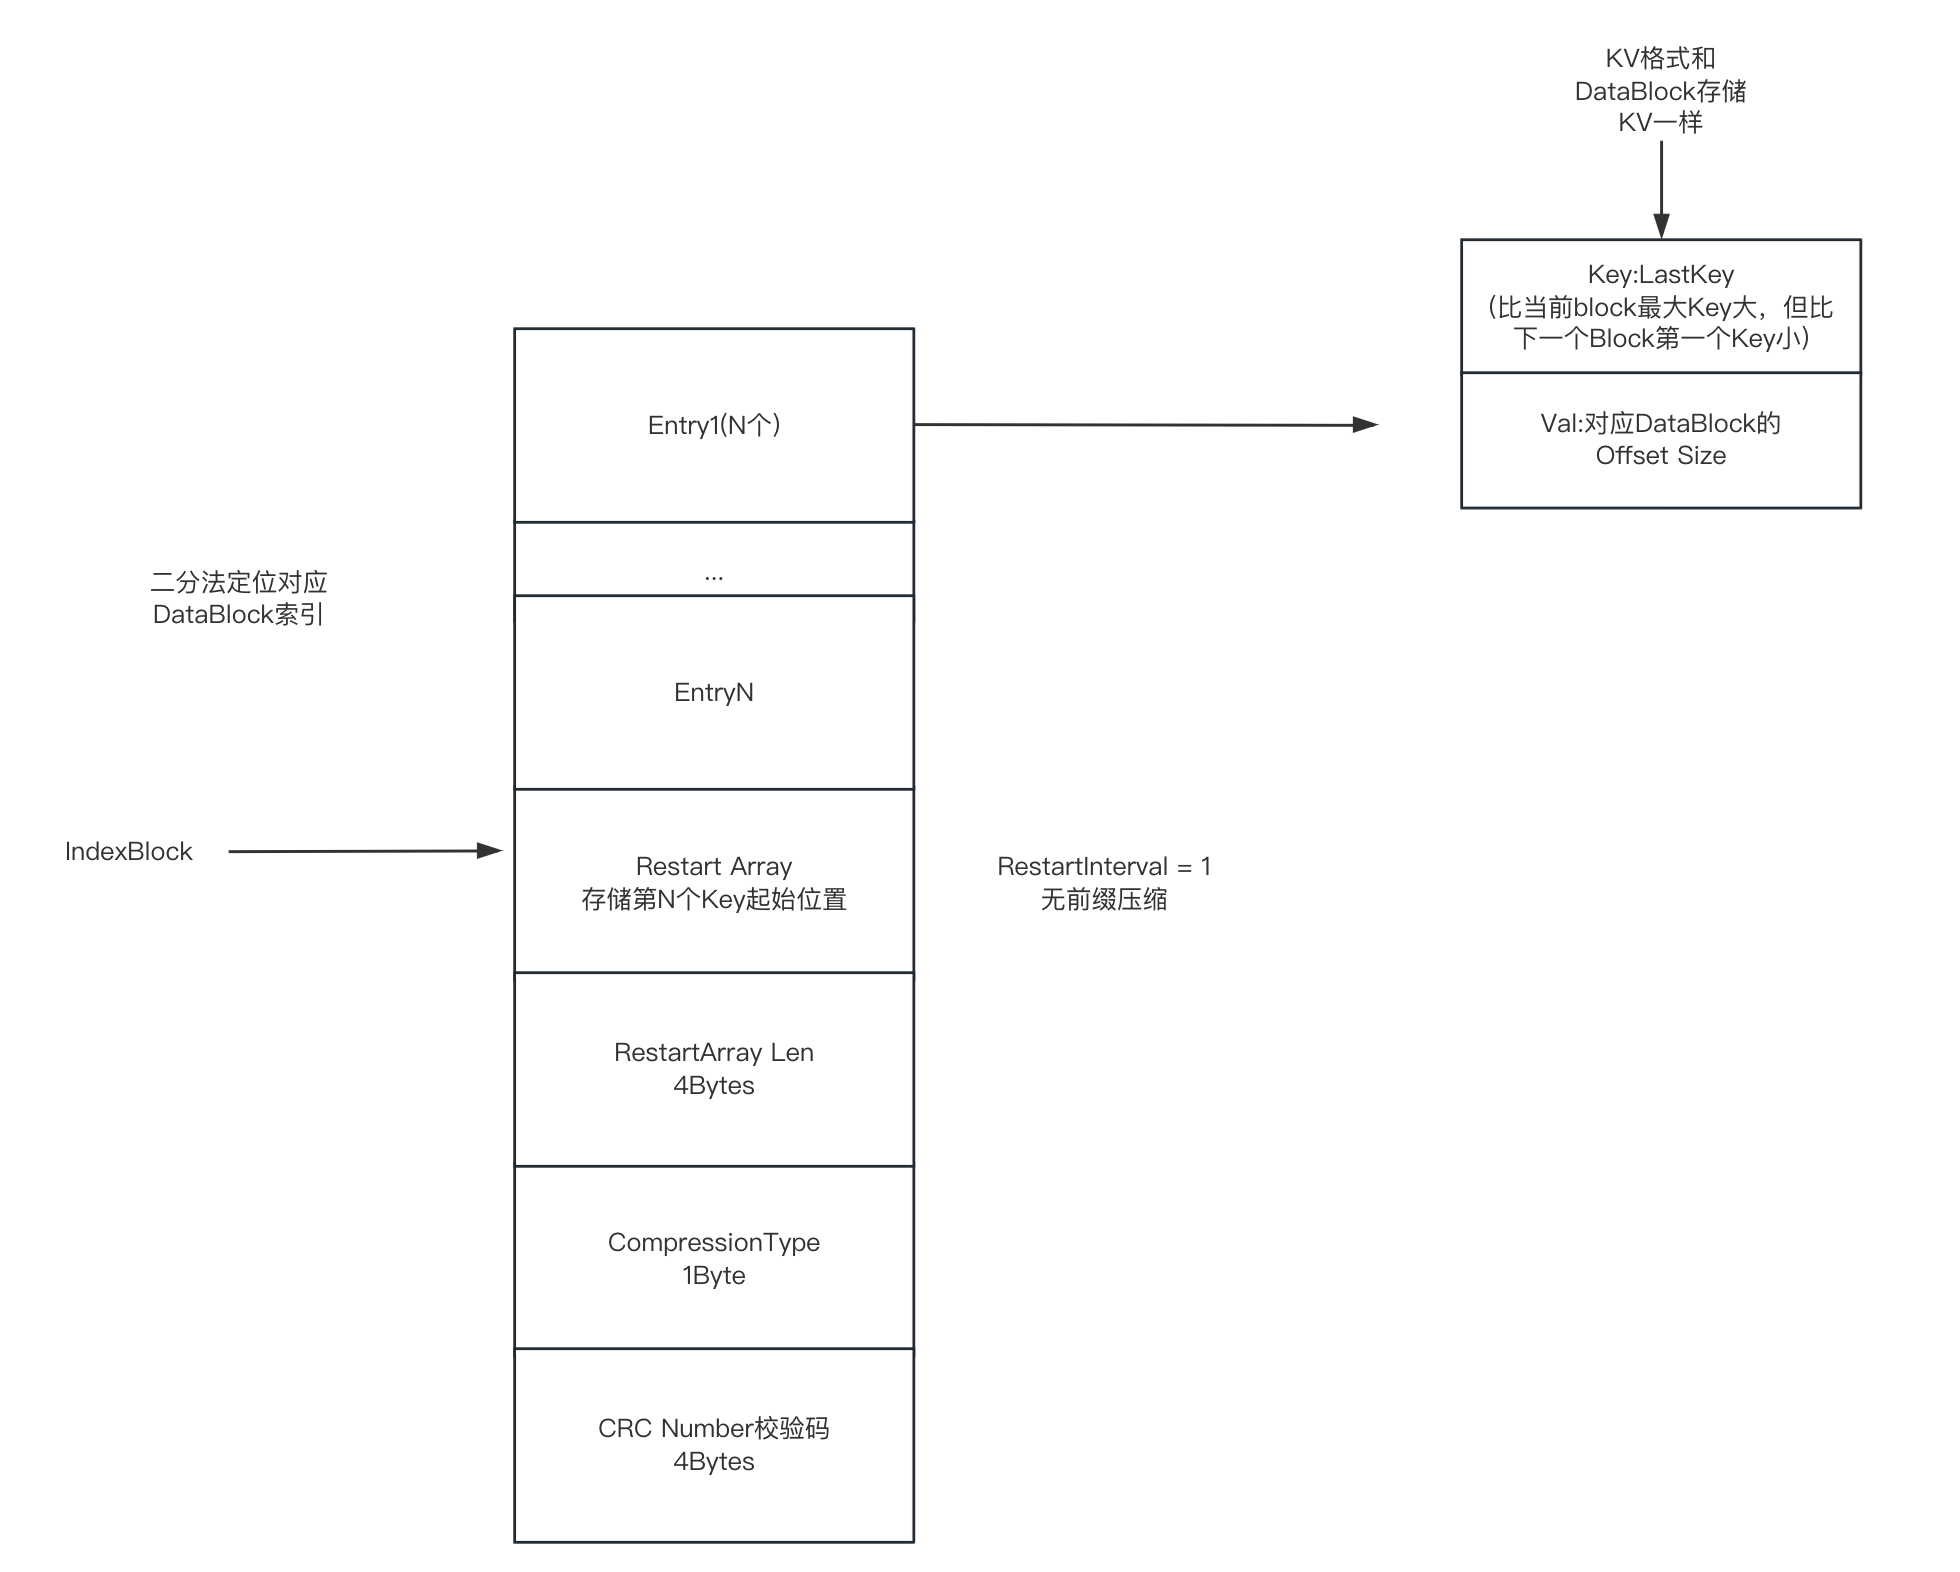 KV格式和
DataBlock存储
KV一样
Key:LastKey
（比当前block最大Key大，但比
下一个Block第一个Key小）
Val:对应DataBlock的
Offset Size
Entry1(N个)
...
二分法定位对应
DataBlock索引
EntryN
IndexBlock
Restart Array
存储第N个Key起始位置
RestartInterval = 1
无前缀压缩
RestartArray Len
4Bytes
CompressionType
1Byte
CRC Number校验码
4Bytes